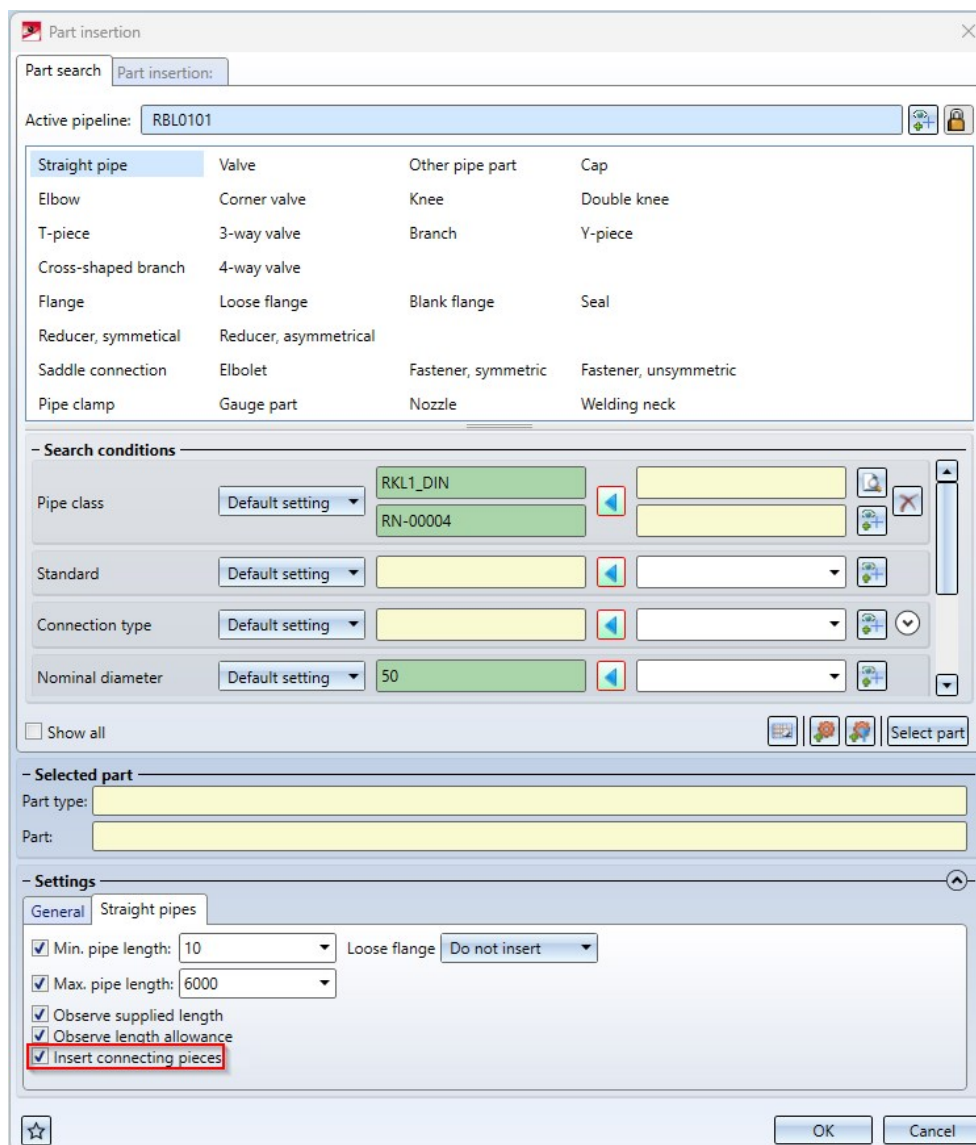 Part insertion
Part search Part insertion:
Active pipeline: RBL0101
Straight pipe Valve Other pipe part Cap
Elbow Corner valve Knee Double knee
T-piece 3-way valve Branch Y-piece
Cross-shaped branch 4-way valve
Flange Loose flange Blank flange Seal
Reducer, symmetical Reducer, asymmetrical
Saddle connection Elbolet Fastener, symmetric Fastener, unsymmetric
Pipe clamp Gauge part Nozzle Welding neck
Search conditions
Pipe class Default setting RKL1_DIN
RN-00004
Standard Default setting
Connection type Default setting
Nominal diameter Default setting 50
Show all Select part
Selected part
Part type:
Part:
Settings
General Straight pipes
Min. pipe length: 10 Loose flange Do not insert
Max. pipe length: 6000
Observe supplied length
Observe length allowance
Insert connecting pieces
OK Cancel